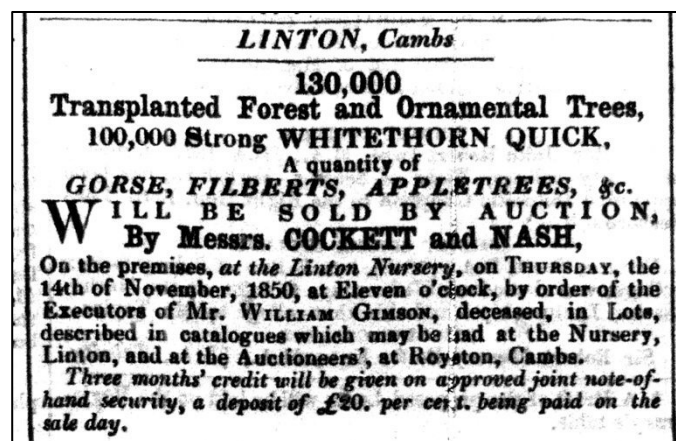 LINTON, Cambs
130,000
Transplanted Forest and Ornamental Trees,
100,000 Strong WHITETHORN QUICK,
A quantity of
GORSE, FILBERTS, APPLETREES, &c.
WILL BE SOLD BY AUCTION,
By Messrs. COCKETT and NASH,
On the premises, at the Linton Nursery, on THURSDAY, the
14th of November, 1850, at Eleven o'clock, by order of the
Executors of Mr. WILLIAM GIMSON, deceased, in Lots,
described in catalogues which may be had at the Nursery,
Linton, and at the Auctioneers', at Royston, Cambs.
Three months' credit will be given on approved joint note-of-
hand security, a deposit of £20. per cent. being paid on the
sale day.